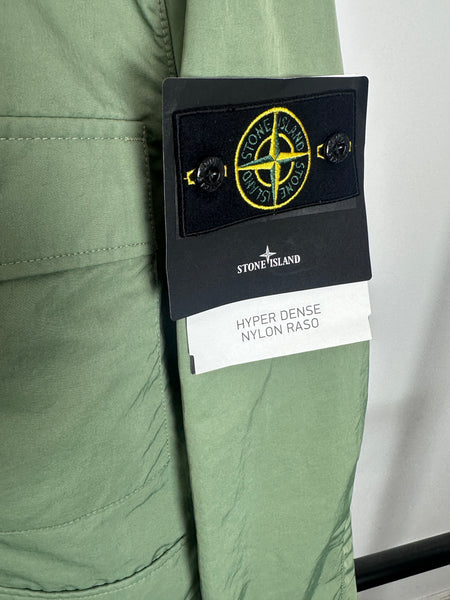 STONE ISLAND
STONE ISLAND
STONE ISLAND
HYPER DENSE
NYLON RASO